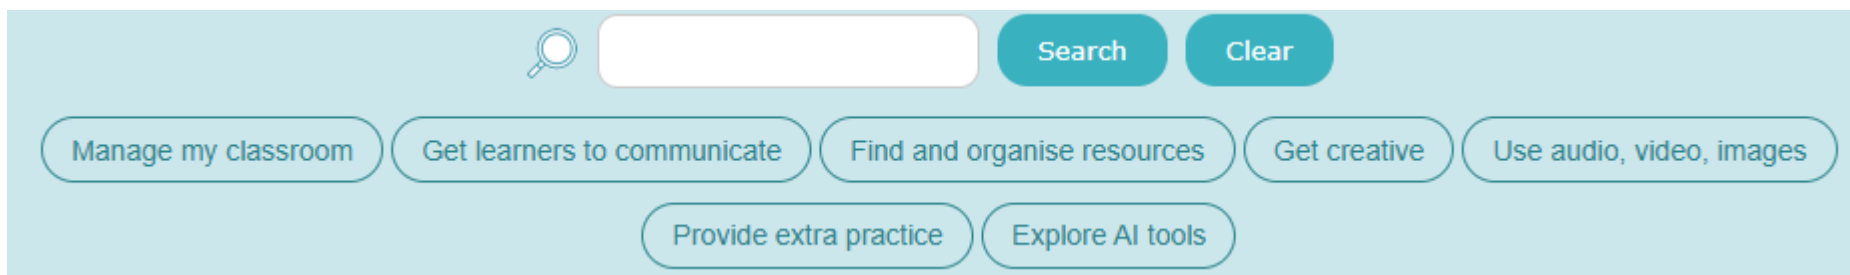 Search Clear
Manage my classroom Get learners to communicate Find and organise resources Get creative Use audio, video, images
Provide extra practice Explore AI tools